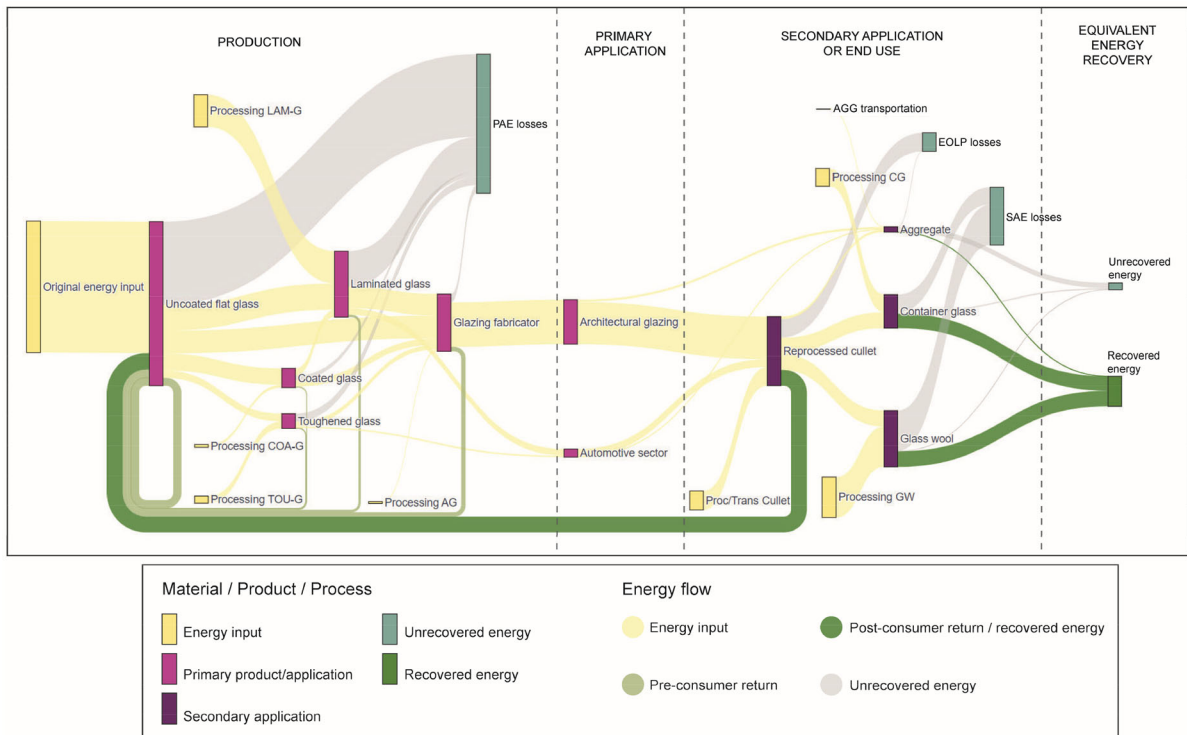 PRODUCTION
PRIMARY
APPLICATION
SECONDARY APPLICATION
OR END USE
EQUIVALENT
ENERGY
RECOVERY
Processing LAM-G
PAE losses
AGG transportation
EOLP losses
Processing CG
SAE losses
Aggregate
Original energy input
Uncoated flat glass
Laminated glass
Glazing fabricator
Architectural glazing
Container glass
Unrecovered
energy
Reprocessed cullet
Recovered
energy
Coated glass
Toughened glass
Processing COA-G
Automotive sector
Glass wool
Processing TOU-G
Processing AG
Proc/Trans Cullet
Processing GW
Material / Product / Process
Energy flow
Energy input
Unrecovered energy
Energy input
Post-consumer return / recovered energy
Primary product/application
Recovered energy
Pre-consumer return
Unrecovered energy
Secondary application